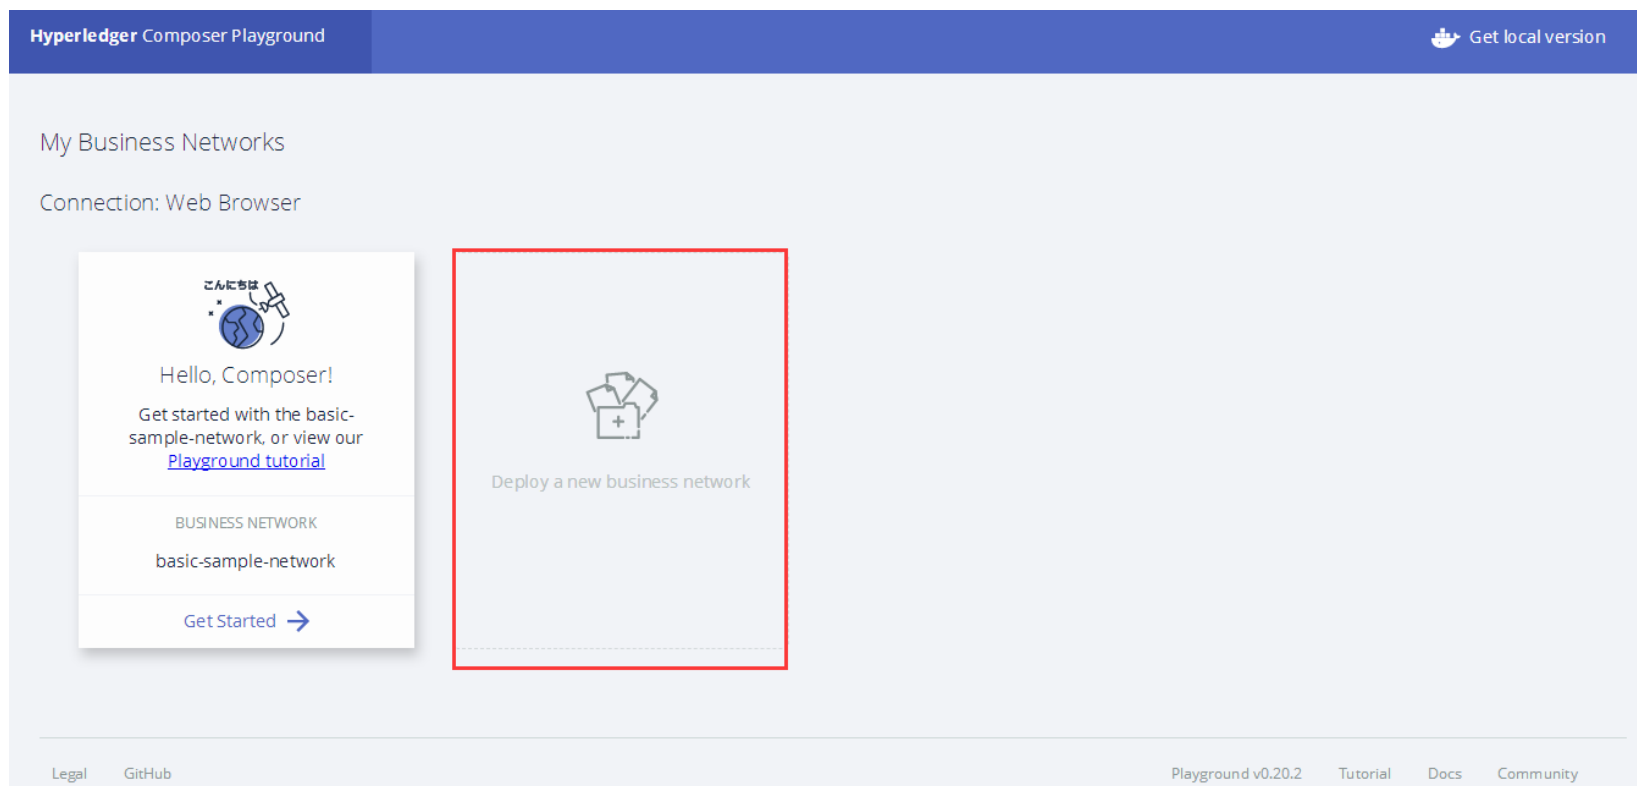 Hyperledger Composer Playground
Get local version
My Business Networks
Connection: Web Browser
こんにちは
Hello, Composer!
Get started with the basic-
sample-network, or view our
Playground tutorial
BUSINESS NETWORK
basic-sample-network
Get Started
Deploy a new business network
Legal
GitHub
Playground v0.20.2
Tutorial
Docs
Community